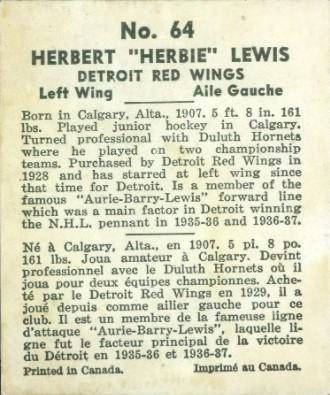 No. 64
HERBERT "HERBIE" LEWIS
DETROIT RED WINGS
Left Wing Aile Gauche
Born in Calgary, Alta., 1907. 5 ft. 8 in. 161
lbs. Played junior hockey in Calgary.
Turned professional with Duluth Hornets
where he played on two championship
teams. Purchased by Detroit Red Wings in
1928 and has starred at left wing since
that time for Detroit. Is a member of the
famous "Aurie-Barry-Lewis" forward line
which was a main factor in Detroit winning
the N.H.L. pennant in 1935-36 and 1936-37.
Né à Calgary, Alta., en 1907. 5 pi. 8 po.
161 lbs. Joua amateur à Calgary. Devint
professionnel avec le Duluth Hornets où il
joua pour deux équipes championnes. Ache-
té par le Detroit Red Wings en 1929, il a
joué depuis comme ailier gauche pour ce
club. Il est un membre de la fameuse ligne
d'attaque "Aurie-Barry-Lewis", laquelle li-
gne fut le facteur principal de la victoire
du Détroit en 1935-36 et 1936-37.
Printed in Canada. Imprimé au Canada.